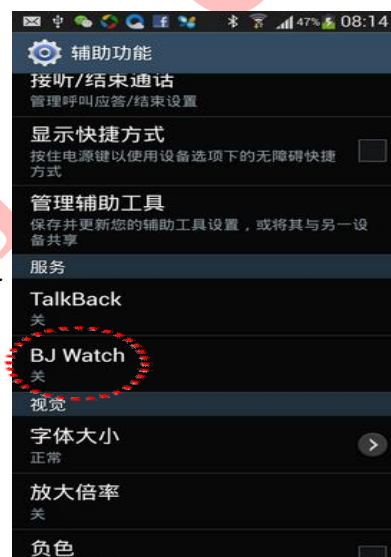 47% 08:14
辅助功能
接听/结束通话
管理呼叫应答/结束设置
显示快捷方式
按住电源键以使用设备选项下的无障碍快捷
方式
管理辅助工具
保存并更新您的辅助工具设置，或将其与另一设
备共享
服务
TalkBack
关
BJ Watch
关
视觉
字体大小
正常
放大倍率
关
负色